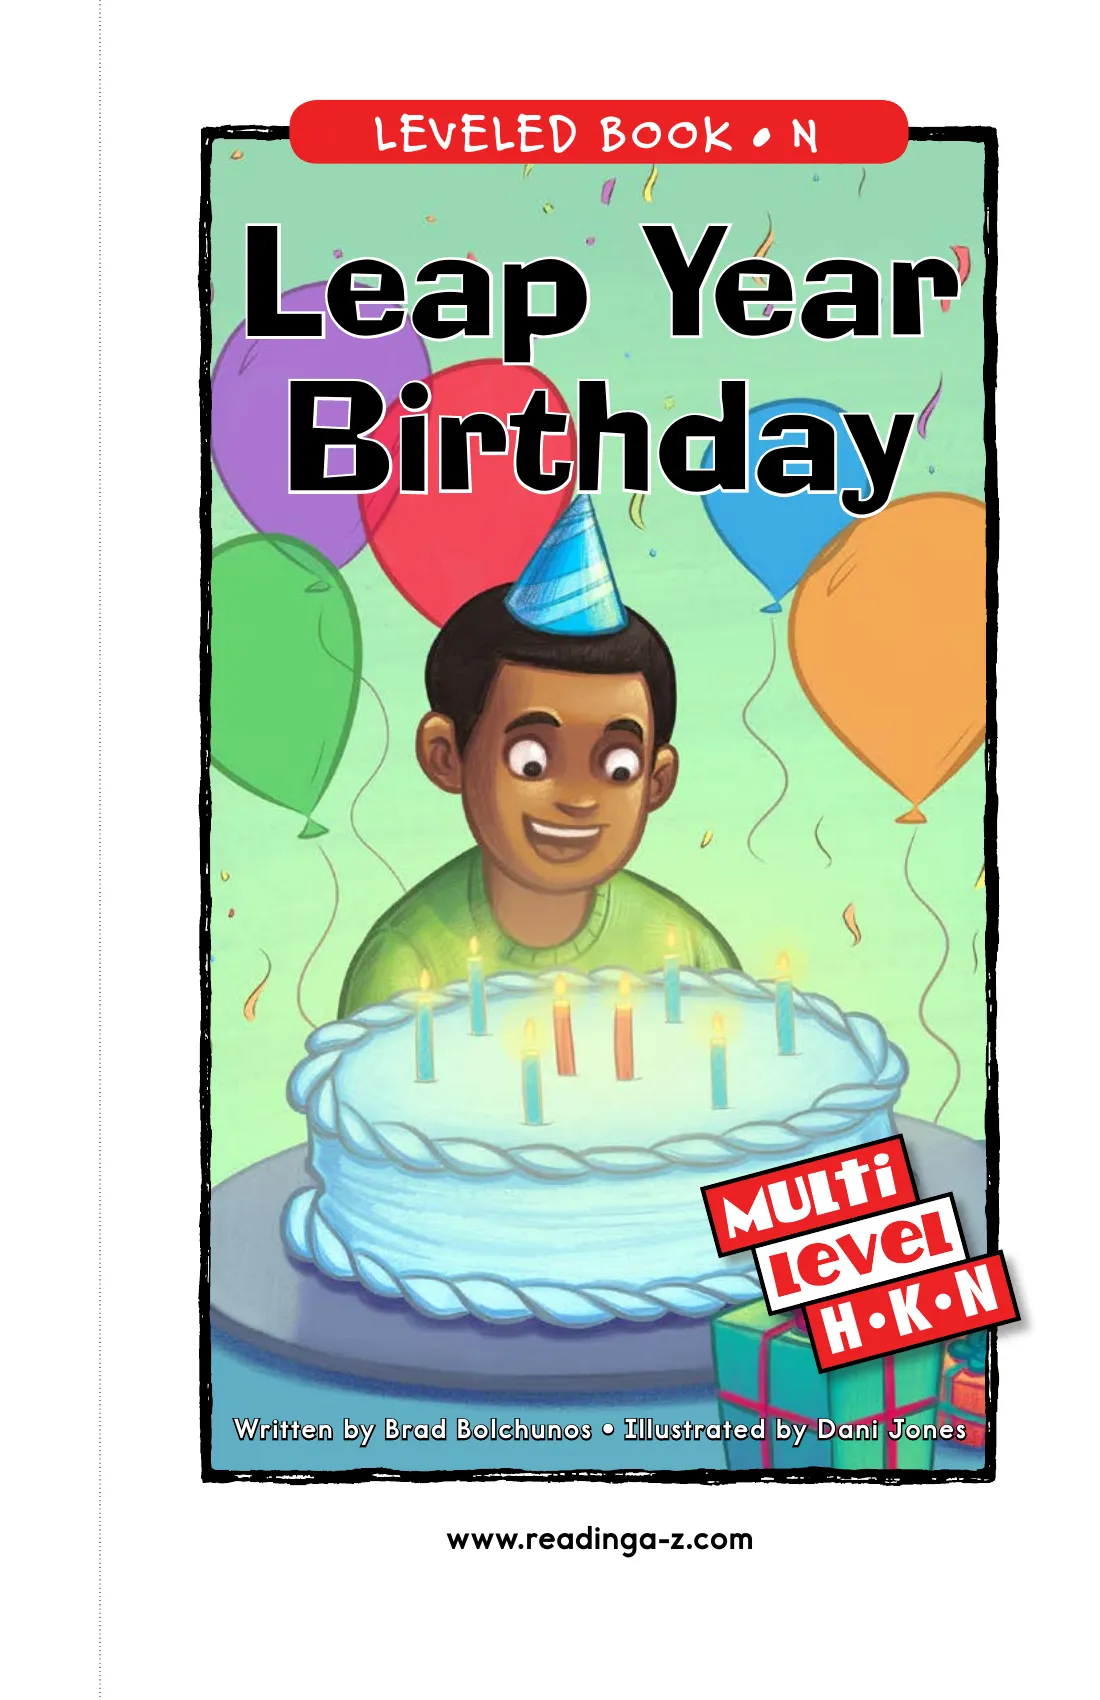 LEVELED BOOK • N
Leap Year
Birthday
Multi
level
H•K•N
Written by Brad Bolchunos • Illustrated by Dani Jones
www.readinga-z.com